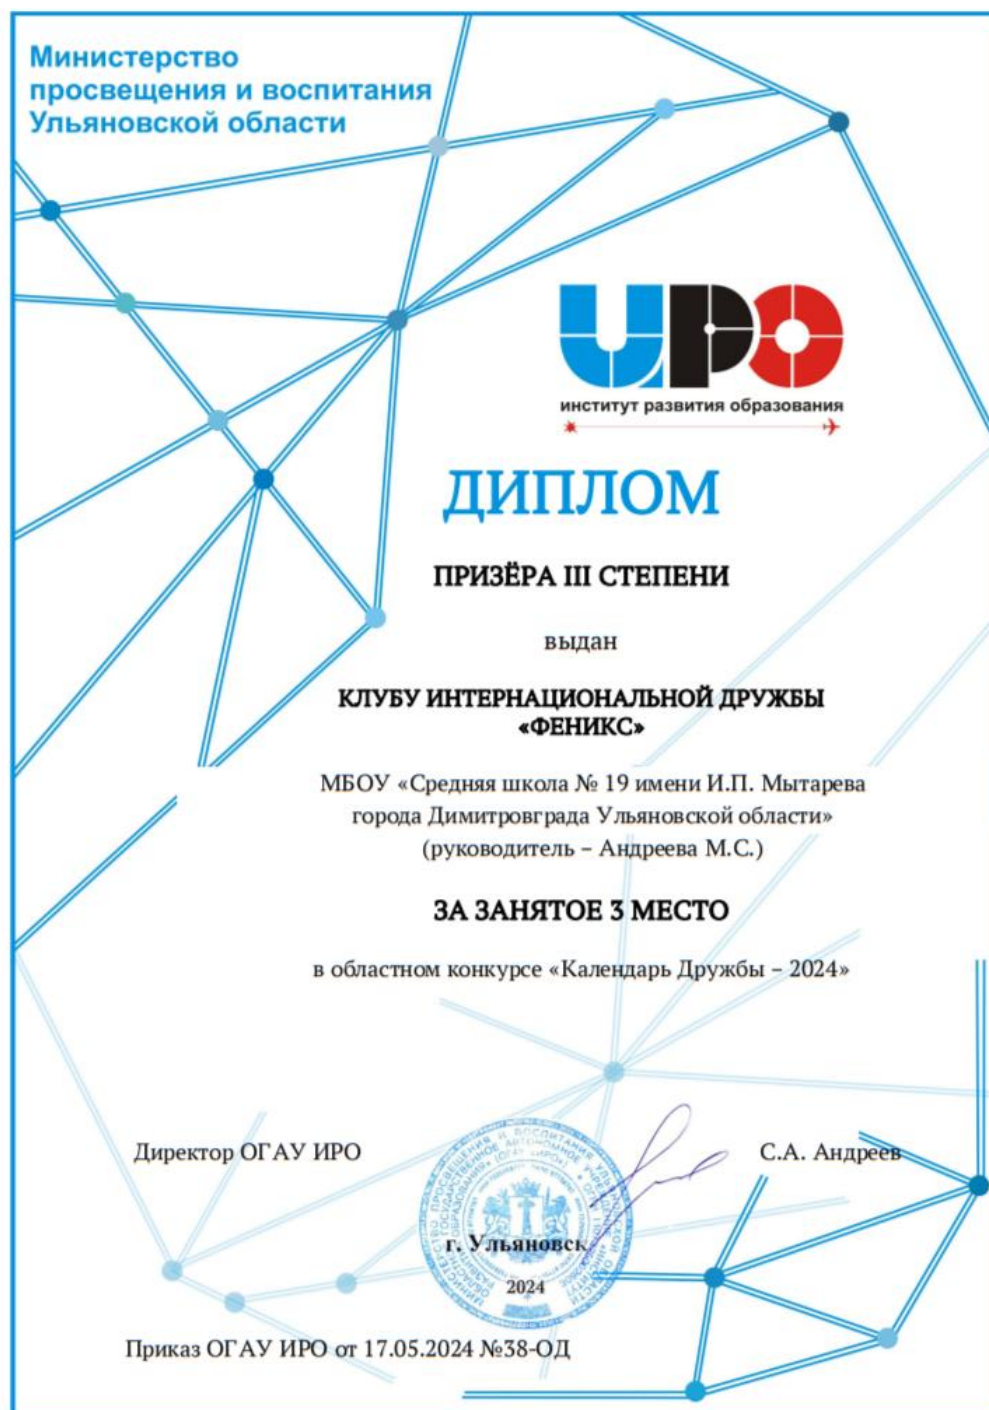 Министерство
просвещения и воспитания
Ульяновской области
ИРО
институт развития образования
ДИПЛОМ
ПРИЗЁРА III СТЕПЕНИ
выдан
КЛУБУ ИНТЕРНАЦИОНАЛЬНОЙ ДРУЖБЫ
«ФЕНИКС»
МБОУ «Средняя школа № 19 имени И.П. Мытарева
города Димитровграда Ульяновской области»
(руководитель – Андреева М.С.)
ЗА ЗАНЯТОЕ 3 МЕСТО
в областном конкурсе «Календарь Дружбы – 2024»
Директор ОГАУ ИРО
С.А. Андреев
г. Ульяновск
2024
Приказ ОГАУ ИРО от 17.05.2024 №38-ОД